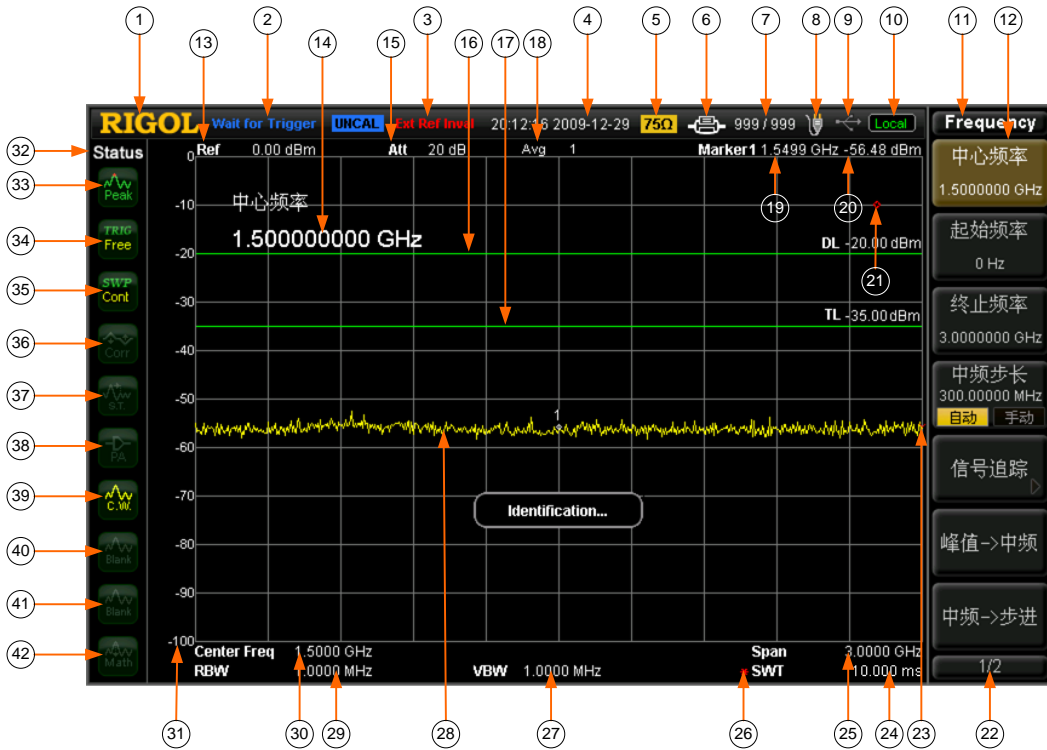 1 2 3 4 5 6 7 8 9 10 11 12
13 14 15 16 17 18
RIGOL Wait for Trigger UNCAL Ext Ref Inval 20:12:16 2009-12-29 75Ω 999 / 999 Local Frequency
32 Status Ref 0.00 dBm Att 20 dB Avg 1 Marker1 1.5499 GHz -56.48 dBm
0
中心频率
1.5000000 GHz
33 Peak
-10
中心频率
1.500000000 GHz
19 20
34 TRIG
Free
DL -20.00 dBm
-20
起始频率
0 Hz
21
35 SWP
Cont
-30
TL -35.00 dBm
终止频率
3.0000000 GHz
36 Corr
-40
中频步长
300.00000 MHz
自动 手动
37 S.T.
-50
1
38 PA
-60
信号追踪
39 C.W.
-70
Identification...
40 Blank
-80
峰值->中频
41 Blank
-90
中频->步进
42 Math
-100
Center Freq 1.5000 GHz Span 3.0000 GHz
RBW 1.0000 MHz VBW 1.0000 MHz SWT 10.000 ms
1/2
31 30 29 28 27 26 25 24 23 22